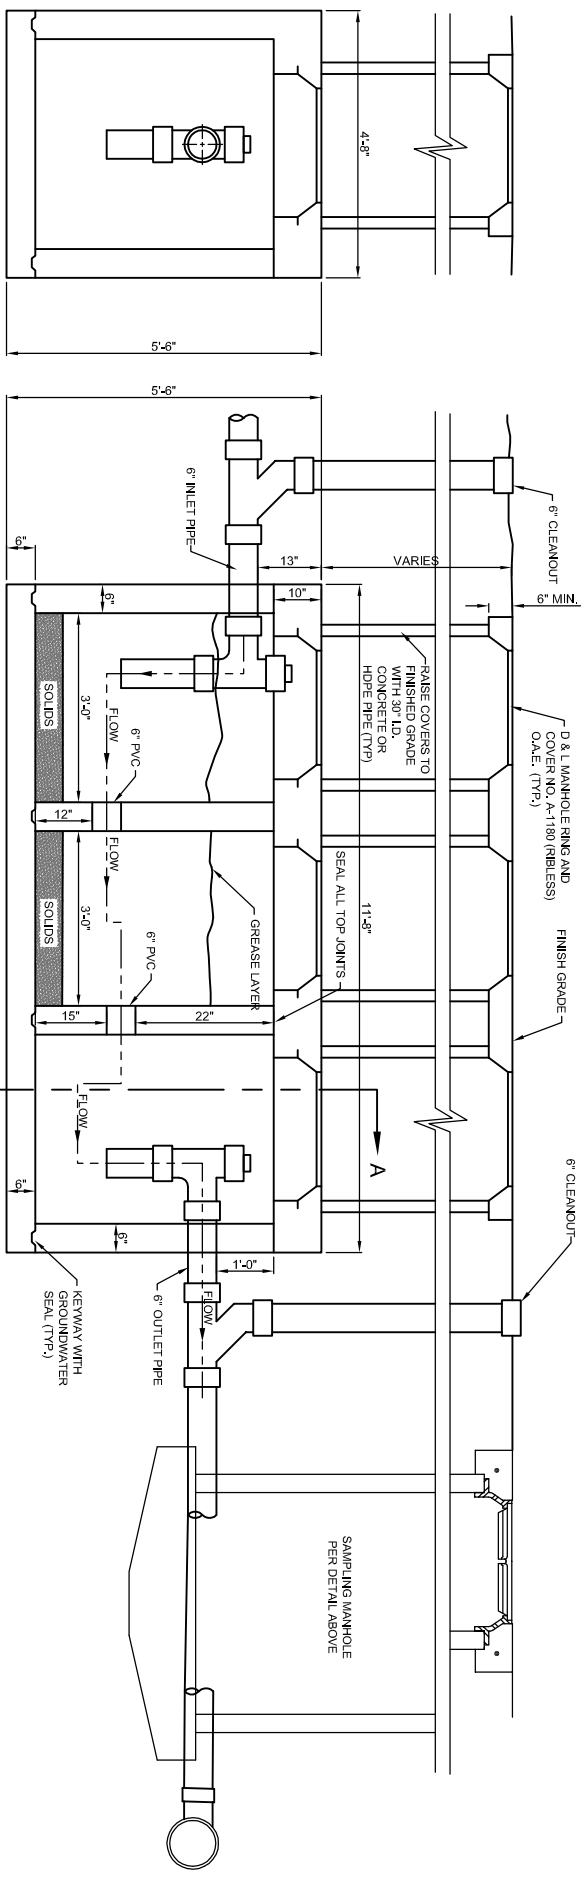 4'-8"
5'-6"
5'-6"
6" CLEANOUT
6" INLET PIPE
13"
VARIES
6" MIN.
6"
10"
6"
D & L MANHOLE RING AND
COVER NO. A-1180 (RIBLESS)
O.A.E. (TYP.)
RAISE COVERS TO
FINISHED GRADE
WITH 30" I.D.
CONCRETE OR
HDPE PIPE (TYP)
SOLIDS
3'-0"
FLOW
6" PVC
12"
FLOW
SOLIDS
3'-0"
GREASE LAYER
SEAL ALL TOP JOINTS
11'-8"
FINISH GRADE
6" PVC
15"
22"
FLOW
A
6"
6"
1'-0"
FLOW
6" CLEANOUT
KEYWAY WITH
GROUNDWATER
SEAL (TYP.)
6" OUTLET PIPE
SAMPLING MANHOLE
PER DETAIL ABOVE